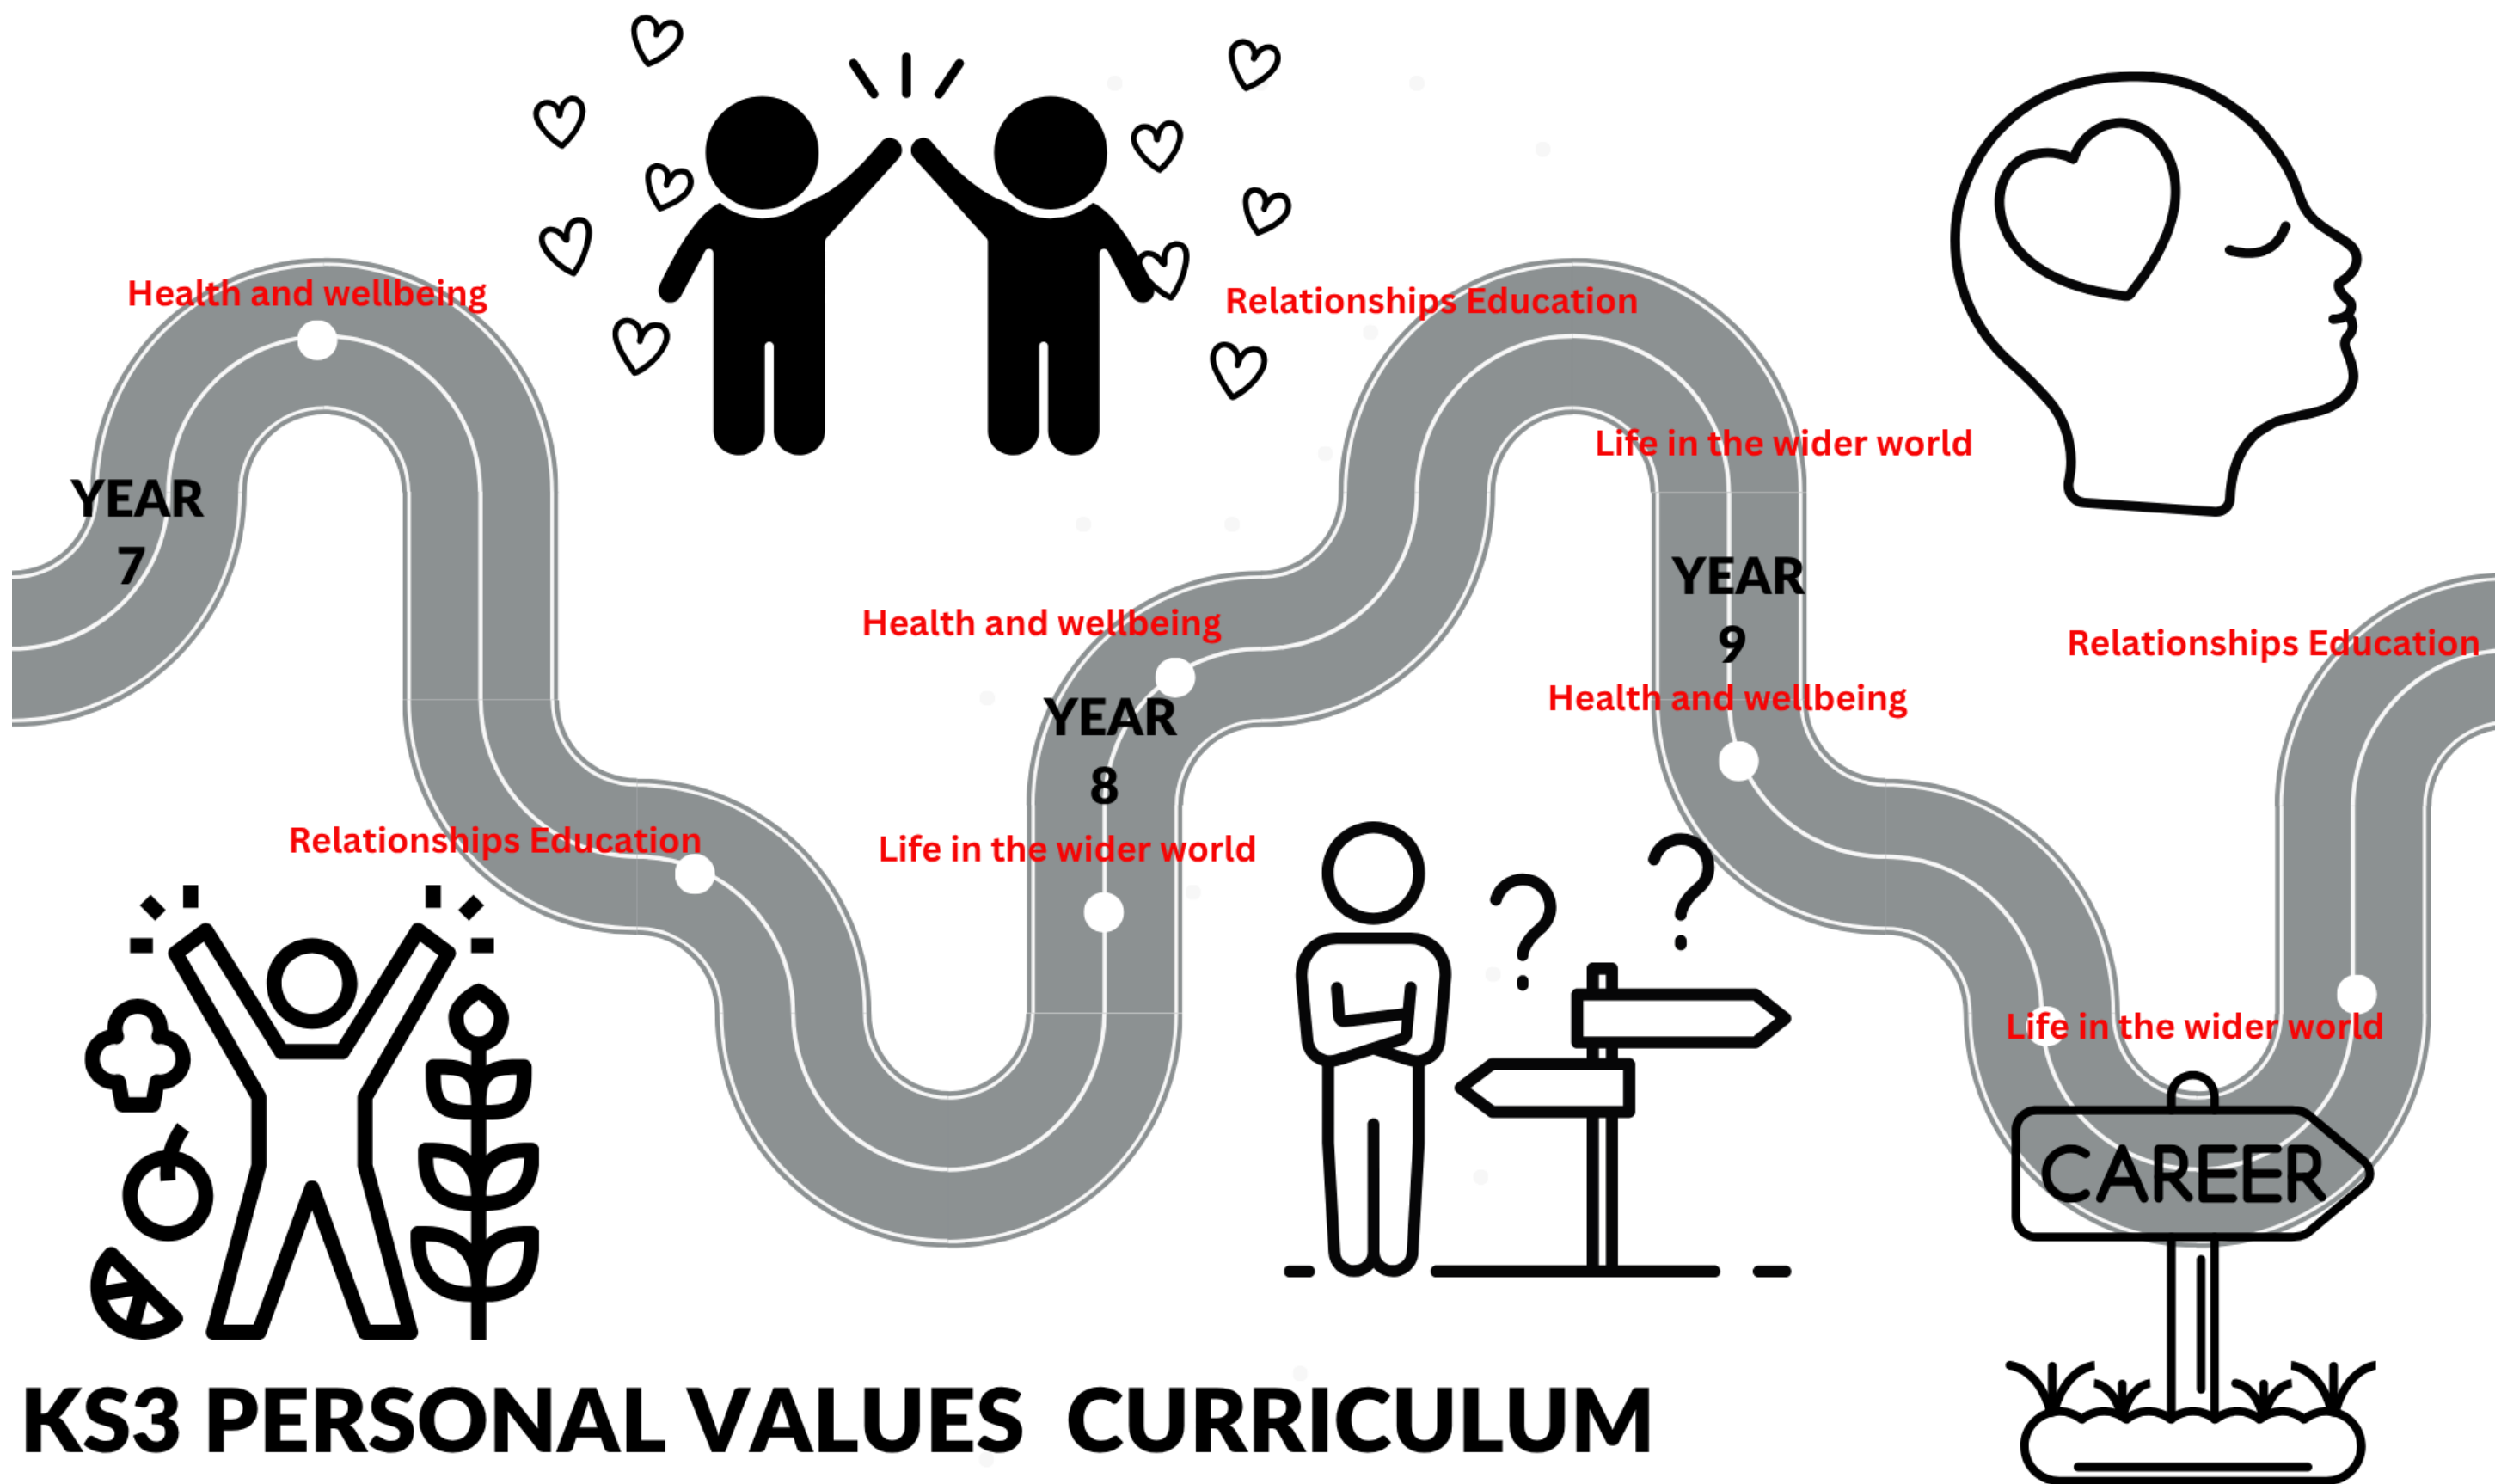 Health and wellbeing
YEAR
7
Relationships Education
Life in the wider world
YEAR
8
Health and wellbeing
Relationships Education
Life in the wider world
YEAR
9
Health and wellbeing
Life in the wider world
Relationships Education
CAREER
? ?
KS3 PERSONAL VALUES CURRICULUM